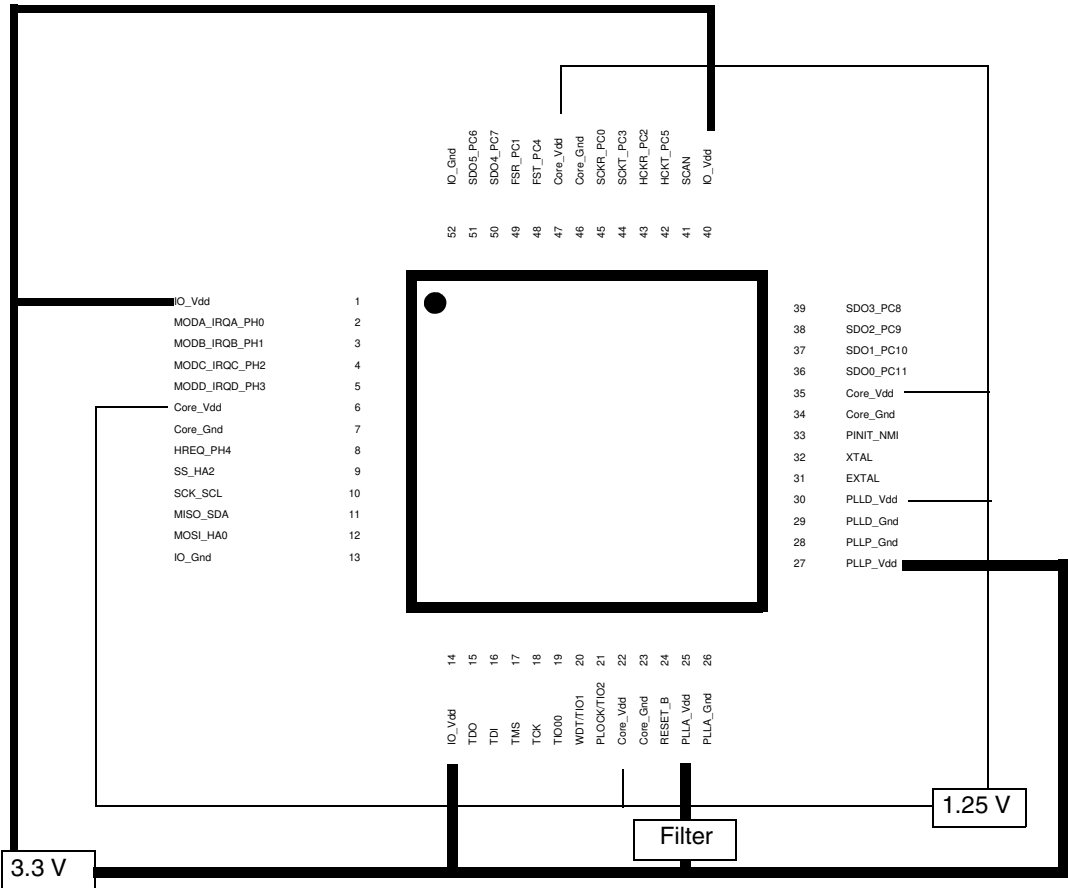 IO_Gnd
SDO5_PC6
SDO4_PC7
FSR_PC1
FST_PC4
Core_Vdd
Core_Gnd
SCKR_PC0
SCKT_PC3
HCKR_PC2
HCKT_PC5
SCAN
IO_Vdd
52 51 50 49 48 47 46 45 44 43 42 41 40
IO_Vdd 1
MODA_IRQA_PH0 2
MODB_IRQB_PH1 3
MODC_IRQC_PH2 4
MODD_IRQD_PH3 5
Core_Vdd 6
Core_Gnd 7
HREQ_PH4 8
SS_HA2 9
SCK_SCL 10
MISO_SDA 11
MOSI_HA0 12
IO_Gnd 13
39 SDO3_PC8
38 SDO2_PC9
37 SDO1_PC10
36 SDO0_PC11
35 Core_Vdd
34 Core_Gnd
33 PINIT_NMI
32 XTAL
31 EXTAL
30 PLLD_Vdd
29 PLLD_Gnd
28 PLLP_Gnd
27 PLLP_Vdd
14 15 16 17 18 19 20 21 22 23 24 25 26
IO_Vdd
TDO
TDI
TMS
TCK
TIO00
WDT/TIO1
PLOCK/TIO2
Core_Vdd
Core_Gnd
RESET_B
PLLA_Vdd
PLLA_Gnd
1.25 V
Filter
3.3 V